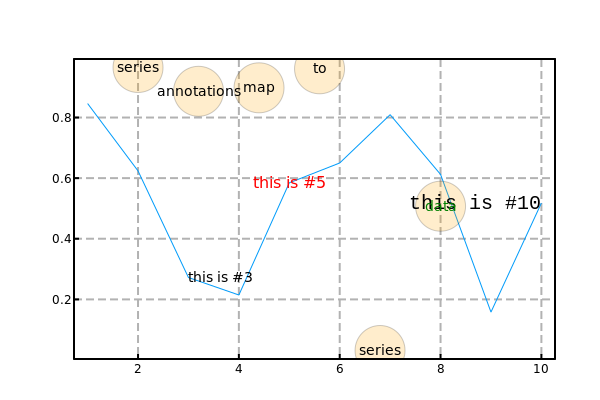 series
annotations
map
to
0.8
0.6
this is #5
this is #10
data
0.4
this is #3
0.2
series
2
4
6
8
10